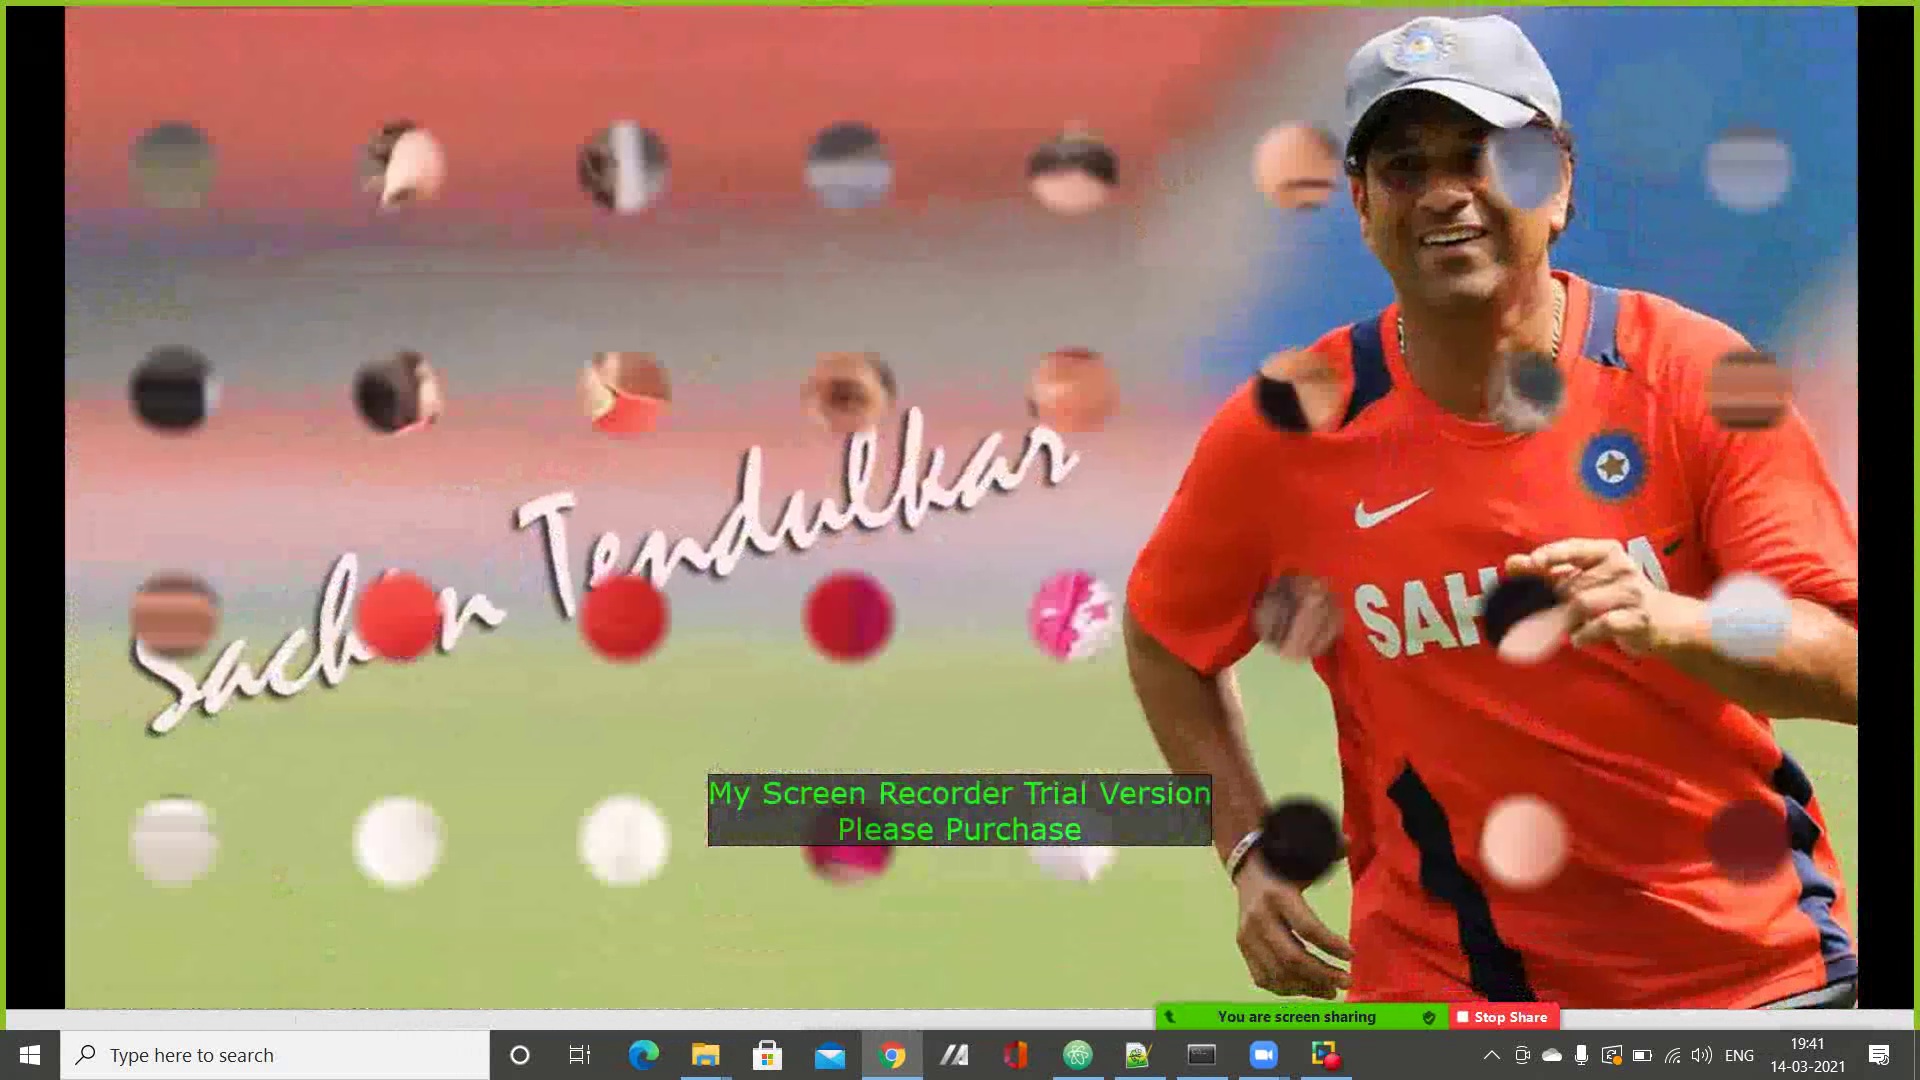 Sachin Tendulkar
SAHARA
My Screen Recorder Trial Version
Please Purchase
You are screen sharing
Stop Share
Type here to search
ENG
19:41
14-03-2021